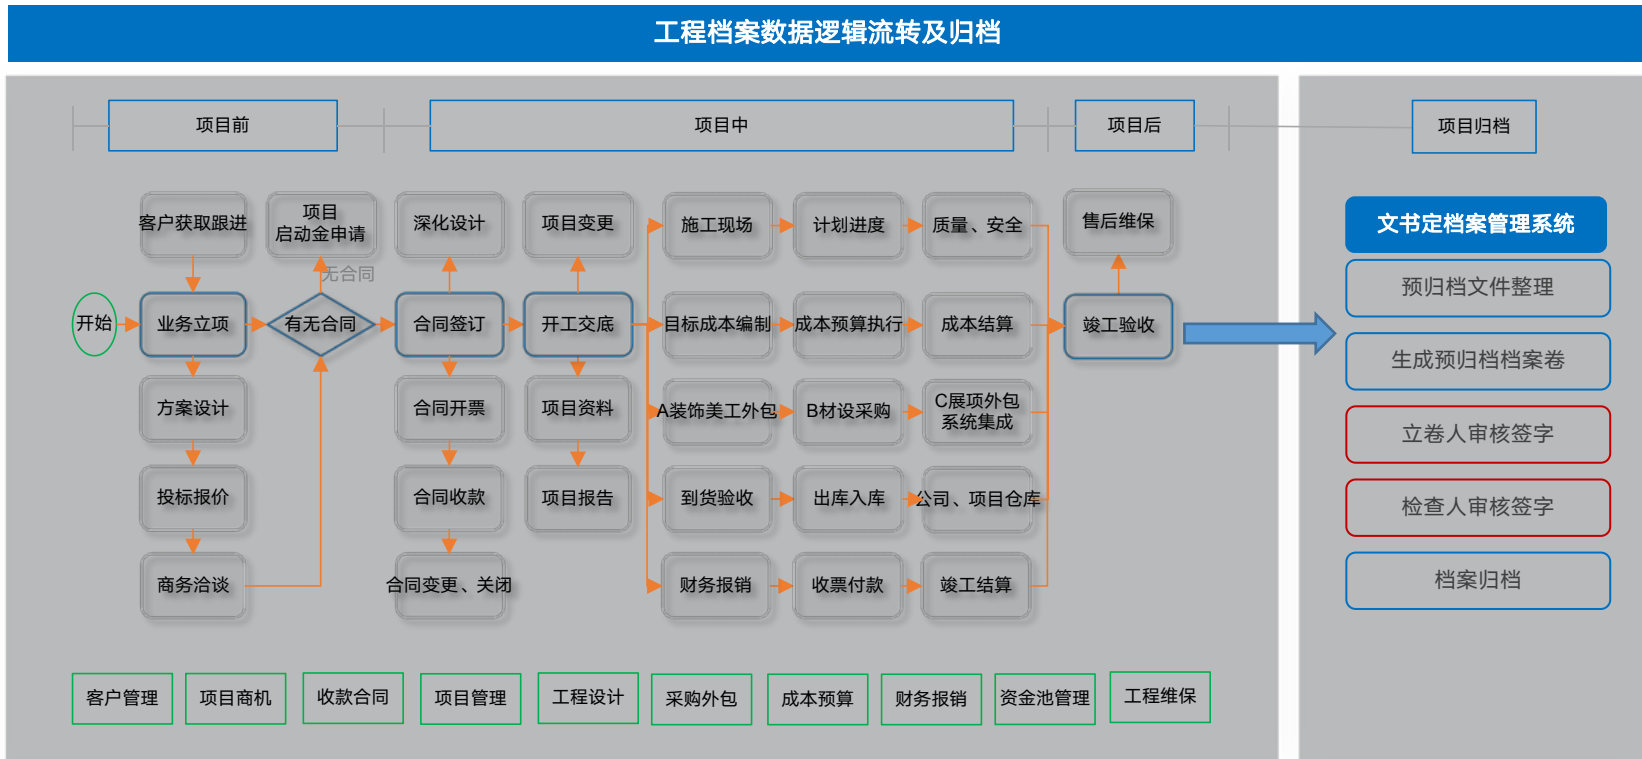 工程档案数据逻辑流转及归档
项目前
项目中
项目后
项目归档
客户获取跟进
项目
启动金申请
深化设计
项目变更
施工现场
计划进度
质量、安全
售后维保
无合同
开始
业务立项
有无合同
合同签订
开工交底
目标成本编制
成本预算执行
成本结算
竣工验收
方案设计
合同开票
项目资料
A装饰美工外包
B材设采购
C展项外包
系统集成
投标报价
合同收款
项目报告
到货验收
出库入库
公司、项目仓库
商务洽谈
合同变更、关闭
财务报销
收票付款
竣工结算
文书定档案管理系统
预归档文件整理
生成预归档档案卷
立卷人审核签字
检查人审核签字
档案归档
客户管理
项目商机
收款合同
项目管理
工程设计
采购外包
成本预算
财务报销
资金池管理
工程维保